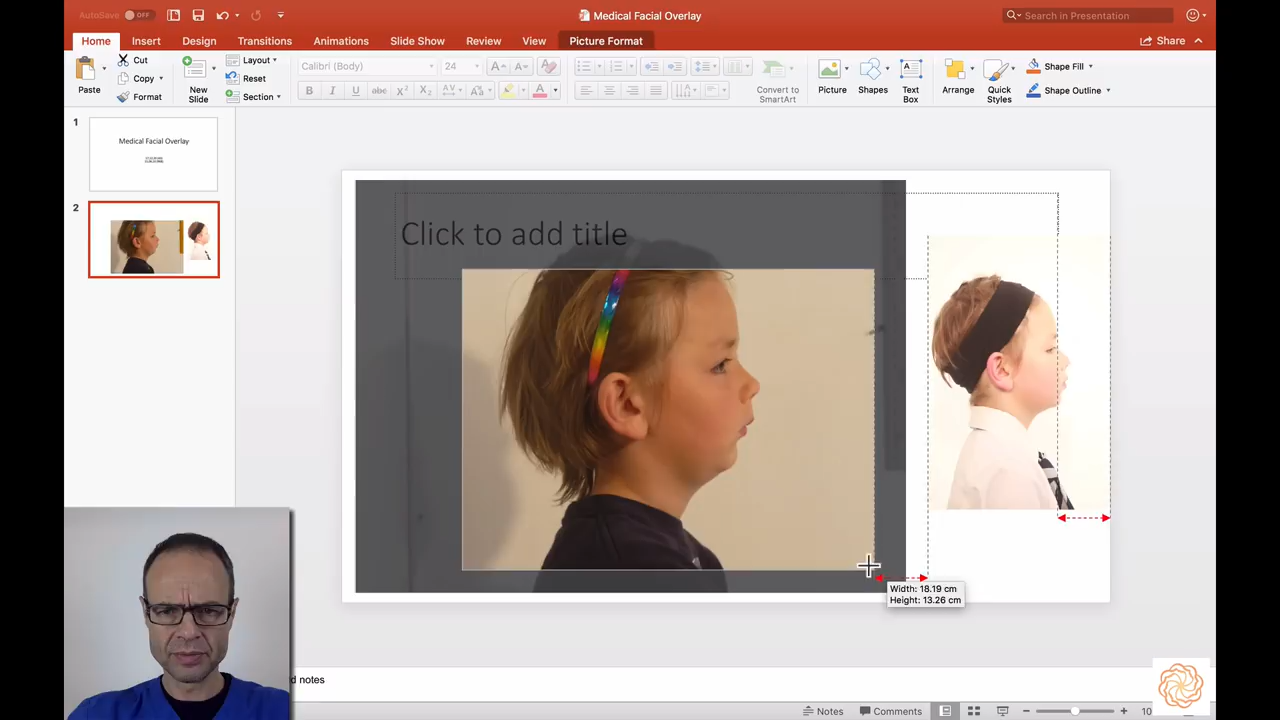 AutoSave OFF
Medical Facial Overlay
Search in Presentation
Home Insert Design Transitions Animations Slide Show Review View Picture Format
Share
Paste
Cut
Copy
Format
New
Slide
Layout
Reset
Section
Calibri (Body) 24
Convert to
SmartArt
Picture
Shapes
Text
Box
Arrange
Quick
Styles
Shape Fill
Shape Outline
1
Medical Facial Overlay
2
Click to add title
Width: 18.19 cm
Height: 13.26 cm
d notes
Notes Comments 10